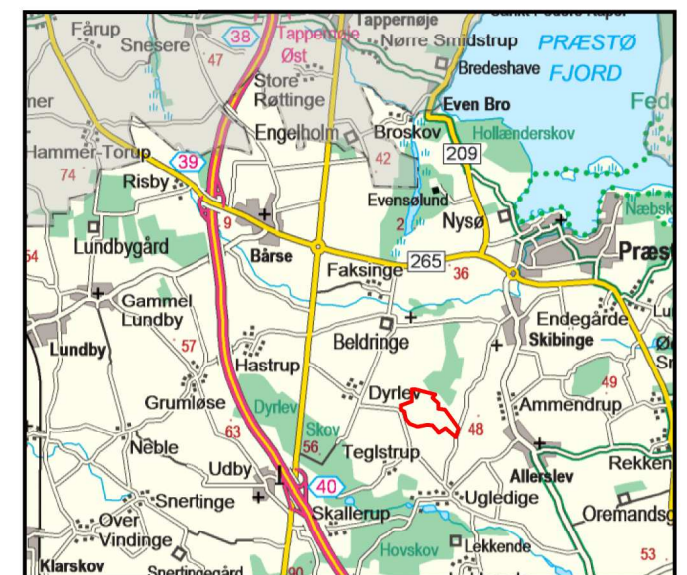 Fårup
Snesere
47
38
Tappernøje
Øst
Tappernøje
Nørre Smidstrup
PRÆSTØ
FJORD
Bredeshave
Store
Røttinge
Even Bro
Engelholm
Broskov
Hollænderskov
209
Hammer-Torup
74
39
42
Risby
Evensølund
Nysø
Næbsk
9
2
Lundbygård
Bårse
265
Præst
54
Faksinge
36
Gammel
Lundby
Endegårde
Lundby
Beldringe
Skibinge
57
Hastrup
49
Grumløse
Dyrlev
Dyrlev
Skov
Ammendrup
63
48
Neble
56
Teglstrup
Udby
Allerslev
Rekken
40
Snertinge
Ugledige
Skallerup
Oremandsg
Over
Vindinge
Hovskov
Lekkende
53
Klarskov
Snertingegård
90